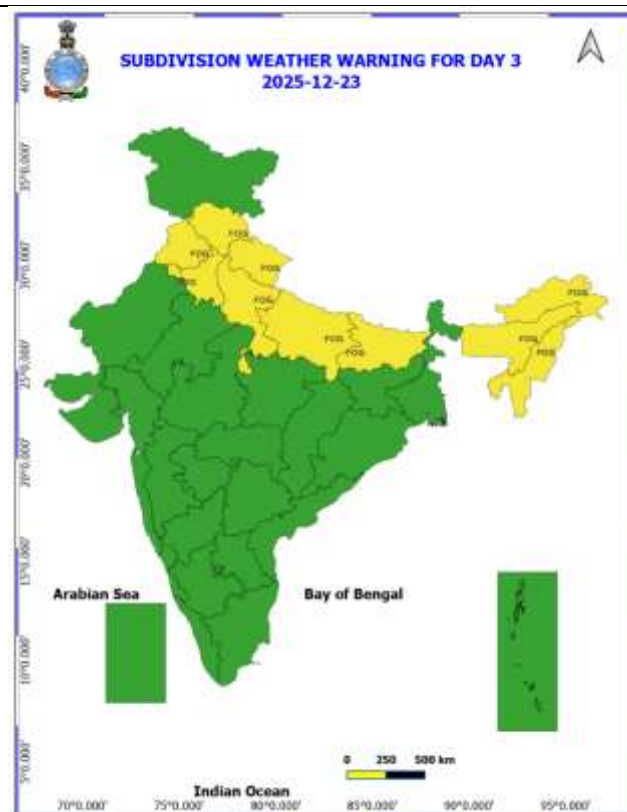 SUBDIVISION WEATHER WARNING FOR DAY 3
2025-12-23
40°0.000'
35°0.000'
30°0.000'
25°0.000'
20°0.000'
15°0.000'
10°0.000'
5°0.000'
FOG
FOG
FOG
FOG
FOG
FOG
FOG
FOG
FOG
FOG
Arabian Sea
Bay of Bengal
0 250 500 km
Indian Ocean
70°0.000' 75°0.000' 80°0.000' 85°0.000' 90°0.000' 95°0.000'